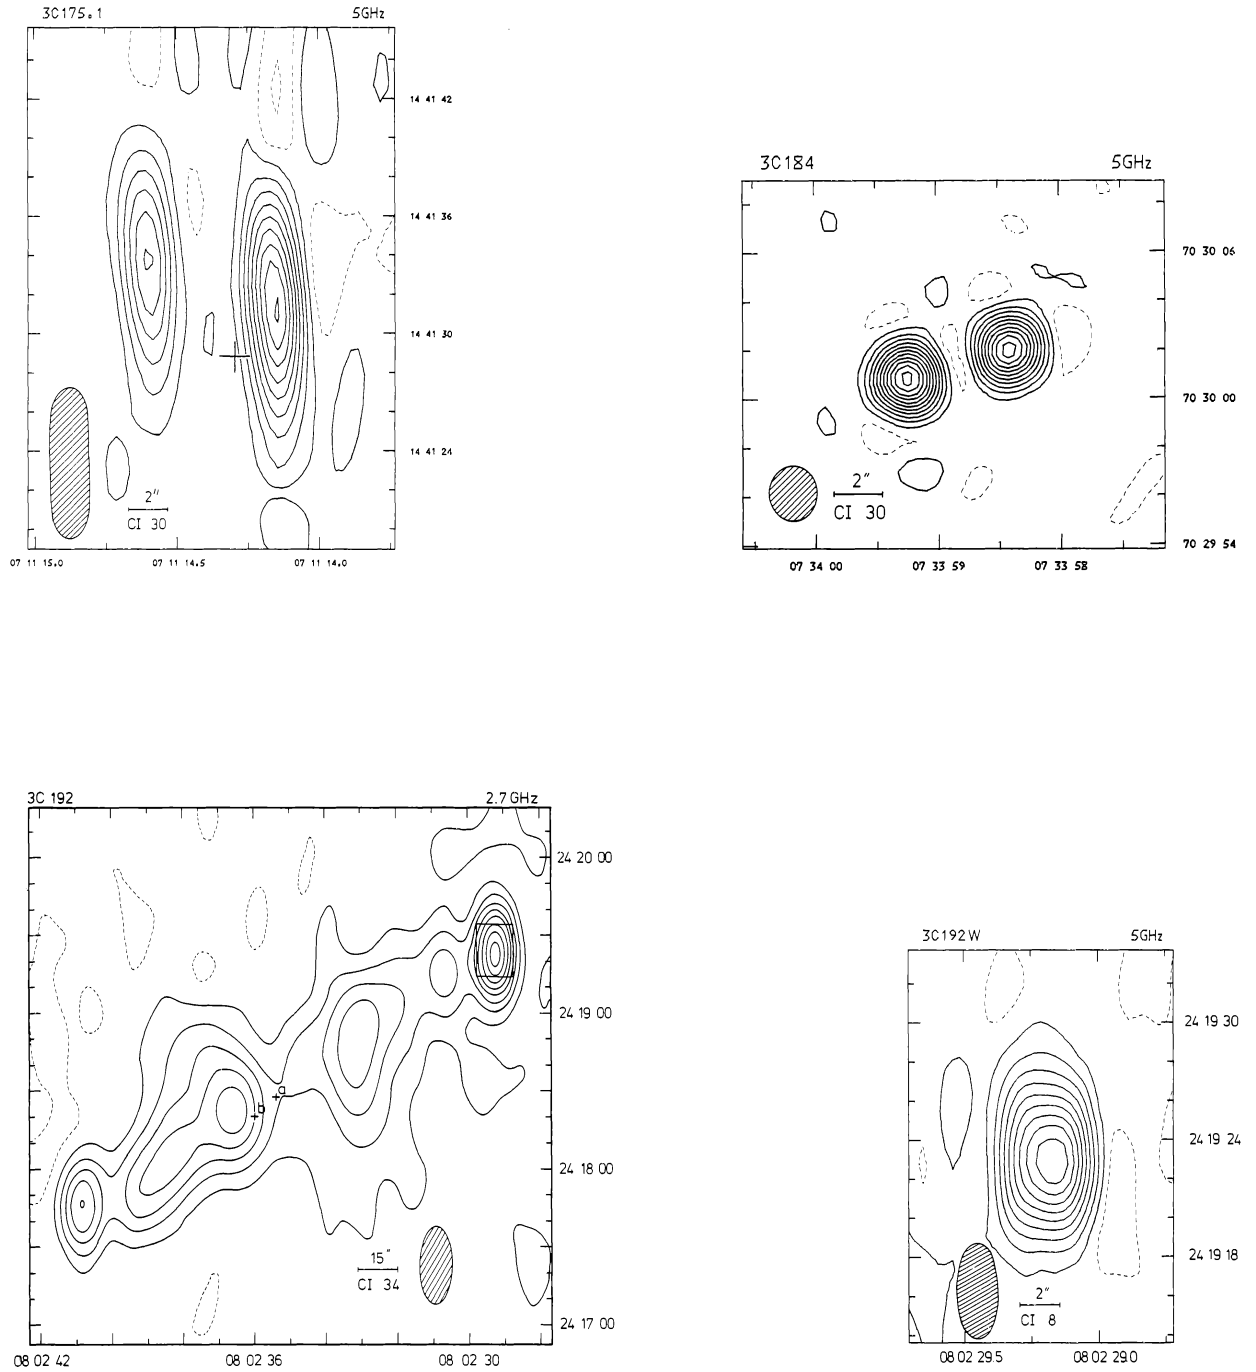 3C175.1 5GHz
14 41 42
14 41 36
14 41 30
14 41 24
2"
CI 30
07 11 15.0 07 11 14.5 07 11 14.0
3C184 5GHz
70 30 06
70 30 00
70 29 54
2"
CI 30
07 34 00 07 33 59 07 33 58
3C 192 2.7 GHz
24 20 00
24 19 00
24 18 00
24 17 00
a
b
15"
CI 34
08 02 42 08 02 36 08 02 30
3C192 W 5GHz
24 19 30
24 19 24
24 19 18
2"
CI 8
08 02 29.5 08 02 29.0